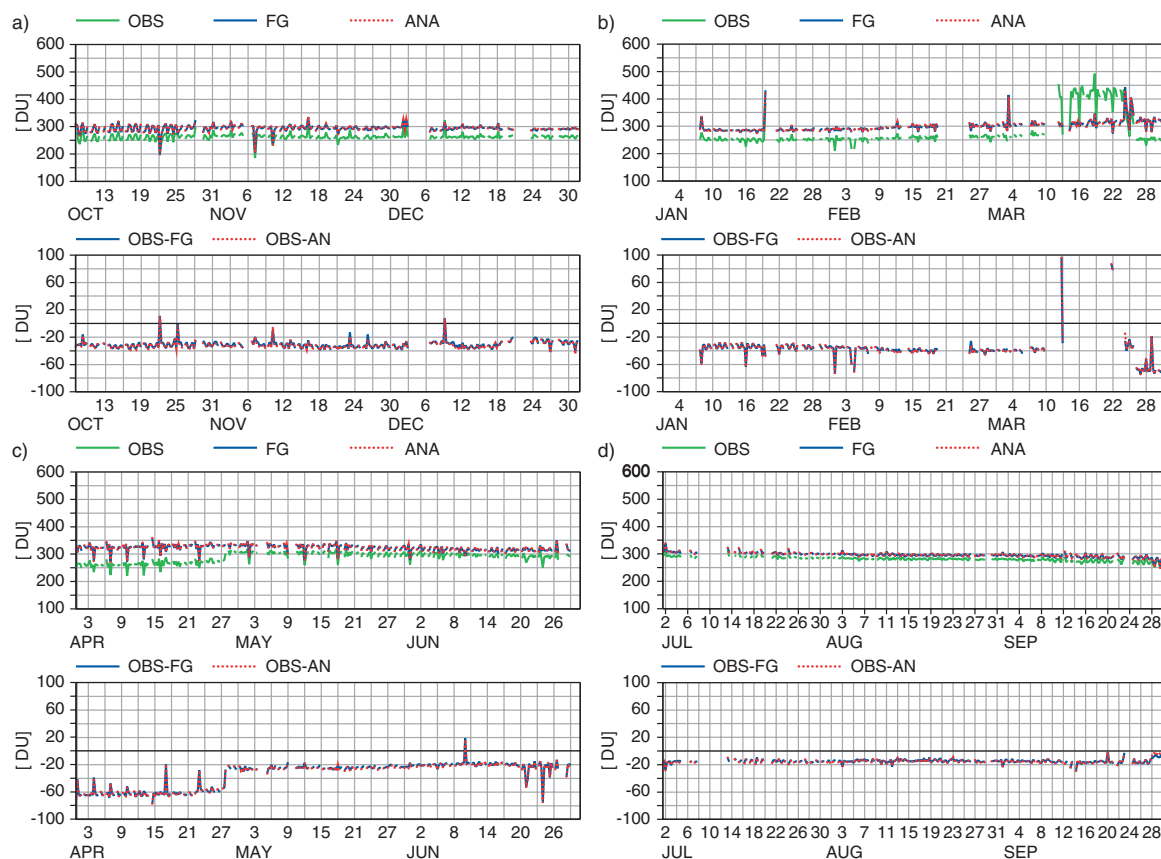 a) OBS FG ANA
600
500
400
300
200
100
[ DU]
13 19 25 31 6 12 18 24 30 6 12 18 24 30
OCT NOV DEC
OBS-FG OBS-AN
100
60
20
-20
-60
-100
[ DU]
13 19 25 31 6 12 18 24 30 6 12 18 24 30
OCT NOV DEC
b) OBS FG ANA
600
500
400
300
200
100
[ DU]
4 10 16 22 28 3 9 15 21 27 4 10 16 22 28
JAN FEB MAR
OBS-FG OBS-AN
100
60
20
-20
-60
-100
[ DU]
4 10 16 22 28 3 9 15 21 27 4 10 16 22 28
JAN FEB MAR
c) OBS FG ANA
600
500
400
300
200
100
[ DU]
3 9 15 21 27 3 9 15 21 27 2 8 14 20 26
APR MAY JUN
OBS-FG OBS-AN
100
60
20
-20
-60
-100
[ DU]
3 9 15 21 27 3 9 15 21 27 2 8 14 20 26
APR MAY JUN
d) OBS FG ANA
600
500
400
300
200
100
[ DU]
2 6 10 14 18 22 26 30 3 7 11 15 19 23 27 31 4 8 12 16 20 24 28
JUL AUG SEP
OBS-FG OBS-AN
100
60
20
-20
-60
-100
[ DU]
2 6 10 14 18 22 26 30 3 7 11 15 19 23 27 31 4 8 12 16 20 24 28
JUL AUG SEP